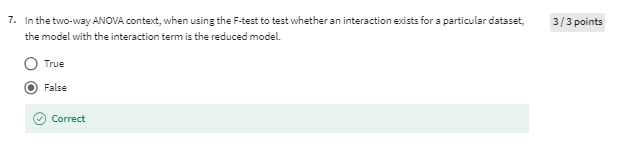 7. In the two-way ANOVA context, when using the F-test to test whether an interaction exists for a particular dataset,
the model with the interaction term is the reduced model.
3 / 3 points
True
False
Correct